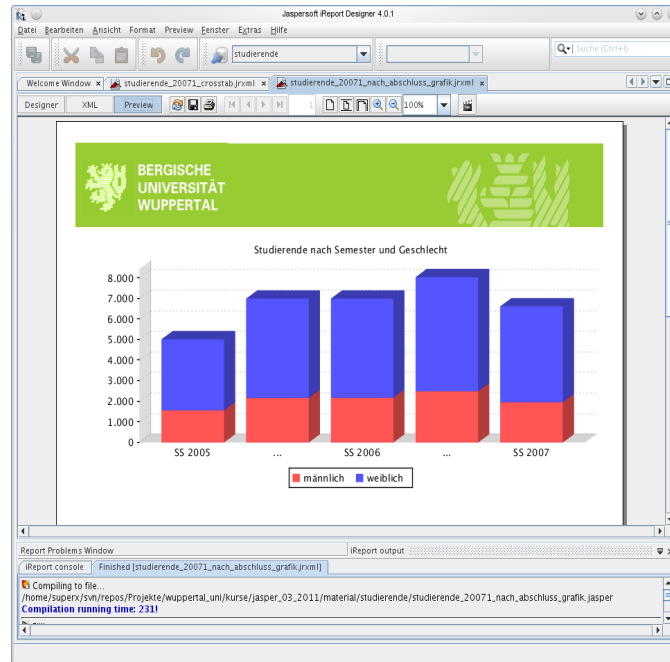 Jaspersoft iReport Designer 4.0.1
Datei Bearbeiten Ansicht Format Preview Fenster Extras Hilfe
studierende
Suche (Ctrl+I)
Welcome Window x studierende_20071_crosstab.jrxml x studierende_20071_nach_abschluss_grafik.jrxml x
Designer XML Preview 1 100%
BERGISCHE
UNIVERSITÄT
WUPPERTAL
Studierende nach Semester und Geschlecht
8.000
7.000
6.000
5.000
4.000
3.000
2.000
1.000
0
SS 2005 ... SS 2006 ... SS 2007
männlich weiblich
Report Problems Window iReport output
iReport console Finished [studierende_20071_nach_abschluss_grafik.jrxml]
Compiling to file...
/home/superx/svn/repos/Projekte/wuppertal_uni/kurse/jasper_03_2011/material/studierende/studierende_20071_nach_abschluss_grafik.jasper
Compilation running time: 231!